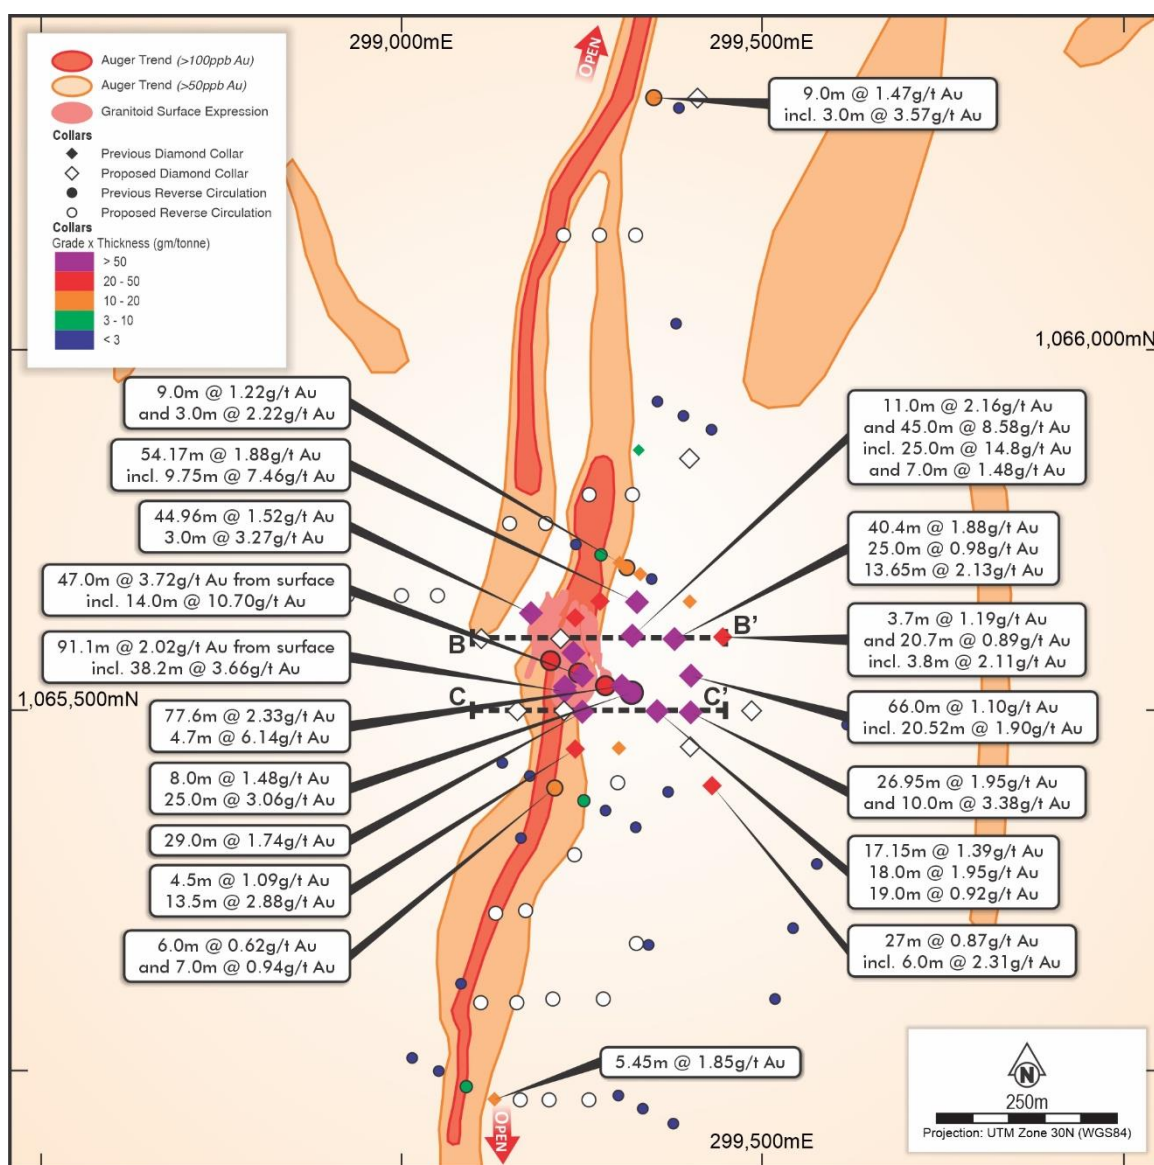 299,000mE
299,500mE
OPEN
Auger Trend (>100ppb Au)
Auger Trend (>50ppb Au)
Granitoid Surface Expression
Collars
Previous Diamond Collar
Proposed Diamond Collar
Previous Reverse Circulation
Proposed Reverse Circulation
Collars
Grade x Thickness (gm/tonne)
> 50
20 - 50
10 - 20
3 - 10
< 3
9.0m @ 1.47g/t Au
incl. 3.0m @ 3.57g/t Au
1,066,000mN
9.0m @ 1.22g/t Au
and 3.0m @ 2.22g/t Au
54.17m @ 1.88g/t Au
incl. 9.75m @ 7.46g/t Au
44.96m @ 1.52g/t Au
3.0m @ 3.27g/t Au
47.0m @ 3.72g/t Au from surface
incl. 14.0m @ 10.70g/t Au
91.1m @ 2.02g/t Au from surface
incl. 38.2m @ 3.66g/t Au
1,065,500mN
77.6m @ 2.33g/t Au
4.7m @ 6.14g/t Au
8.0m @ 1.48g/t Au
25.0m @ 3.06g/t Au
29.0m @ 1.74g/t Au
4.5m @ 1.09g/t Au
13.5m @ 2.88g/t Au
6.0m @ 0.62g/t Au
and 7.0m @ 0.94g/t Au
B
B'
C
C'
11.0m @ 2.16g/t Au
and 45.0m @ 8.58g/t Au
incl. 25.0m @ 14.8g/t Au
and 7.0m @ 1.48g/t Au
40.4m @ 1.88g/t Au
25.0m @ 0.98g/t Au
13.65m @ 2.13g/t Au
3.7m @ 1.19g/t Au
and 20.7m @ 0.89g/t Au
incl. 3.8m @ 2.11g/t Au
66.0m @ 1.10g/t Au
incl. 20.52m @ 1.90g/t Au
26.95m @ 1.95g/t Au
and 10.0m @ 3.38g/t Au
17.15m @ 1.39g/t Au
18.0m @ 1.95g/t Au
19.0m @ 0.92g/t Au
27m @ 0.87g/t Au
incl. 6.0m @ 2.31g/t Au
5.45m @ 1.85g/t Au
OPEN
299,500mE
N
250m
Projection: UTM Zone 30N (WGS84)